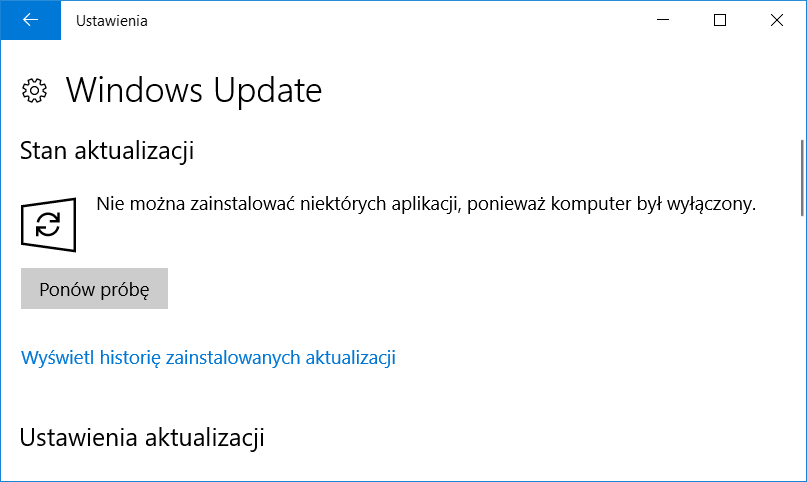 Ustawienia
Windows Update
Stan aktualizacji
Nie można zainstalować niektórych aplikacji, ponieważ komputer był wyłączony.
Ponów próbę
Wyświetl historię zainstalowanych aktualizacji
Ustawienia aktualizacji